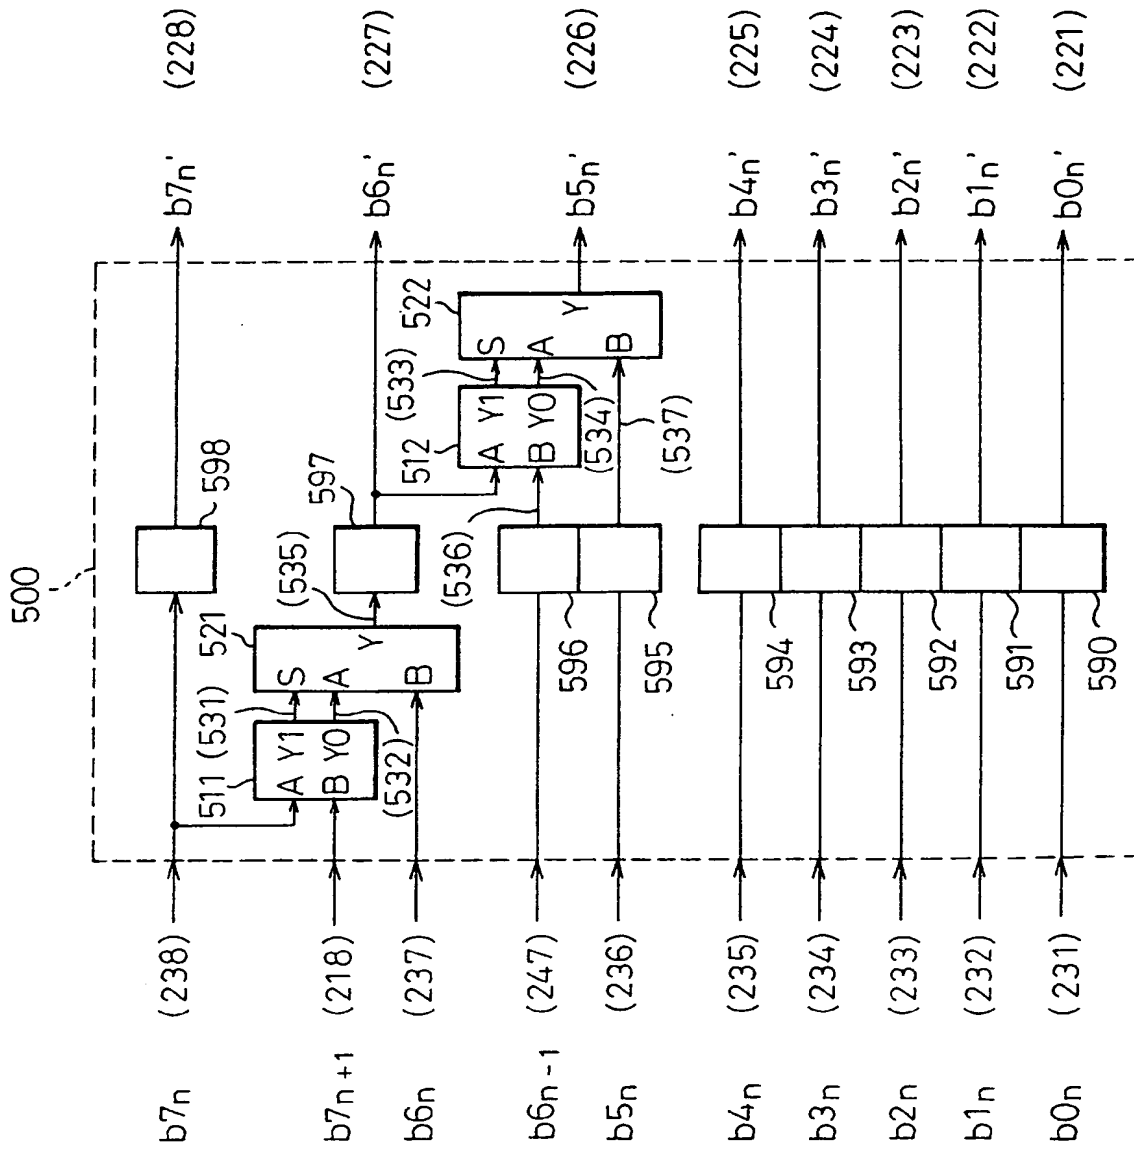 500
b7n (238) 598 b7n' (228)
511 (531) 521 (535) 597
A Y1 S Y
b7n+1 (218) B Y0 A b6n' (227)
(532)
b6n (237) B
(536) 512 (533) 522
A Y1 S Y
b6n-1 (247) 596 B Y0 A b5n' (226)
(534)
b5n (236) 595 B
(537)
b4n (235) 594 b4n' (225)
b3n (234) 593 b3n' (224)
b2n (233) 592 b2n' (223)
b1n (232) 591 b1n' (222)
b0n (231) 590 b0n' (221)